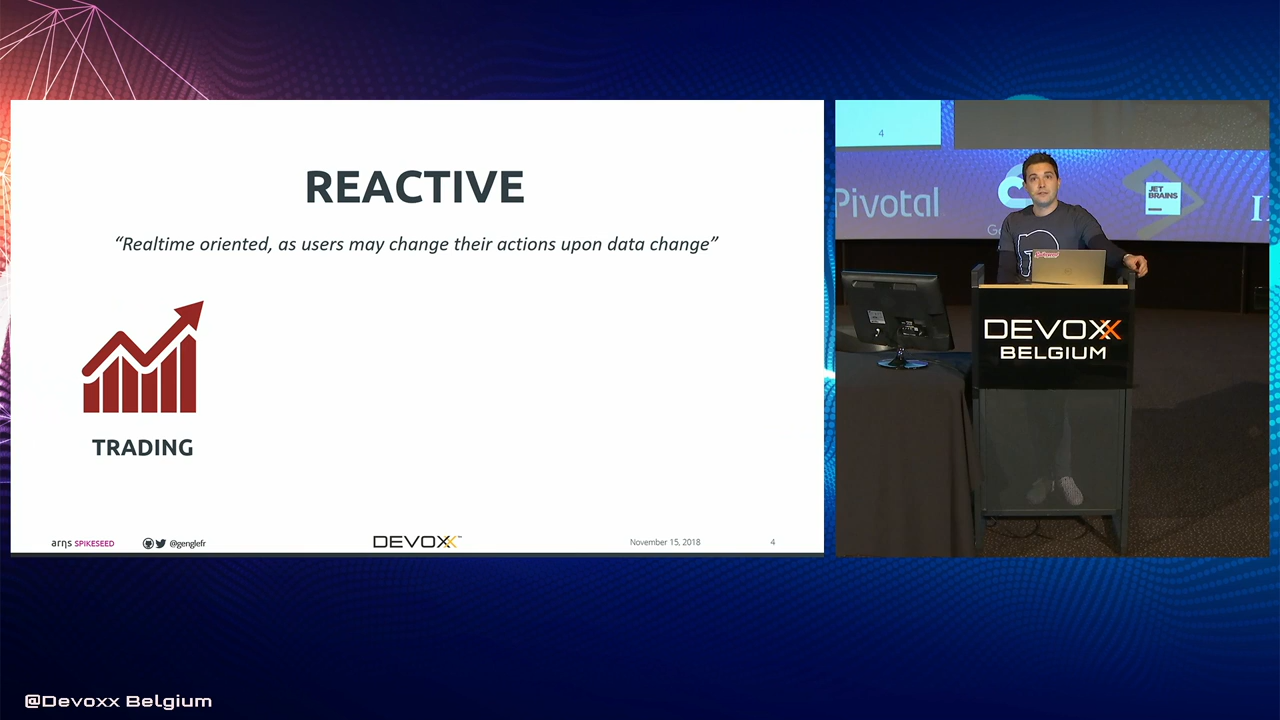 REACTIVE
“Realtime oriented, as users may change their actions upon data change”
TRADING
arηs SPIKESEED
@genglefr
DEVOXX
November 15, 2018
4
4
Pivotal
JET
BRAINS
DEVOXX
BELGIUM
@Devoxx Belgium